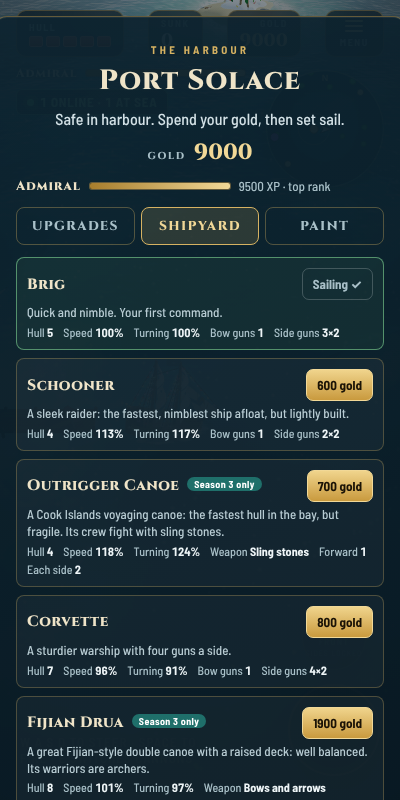 THE HARBOUR
PORT SOLACE
Safe in harbour. Spend your gold, then set sail.
GOLD 9000
ADMIRAL 9500 XP · top rank
UPGRADES SHIPYARD PAINT
BRIG Sailing ✓
Quick and nimble. Your first command.
Hull 5 Speed 100% Turning 100% Bow guns 1 Side guns 3×2
SCHOONER 600 gold
A sleek raider: the fastest, nimblest ship afloat, but lightly built.
Hull 4 Speed 113% Turning 117% Bow guns 1 Side guns 2×2
OUTRIGGER CANOE Season 3 only 700 gold
A Cook Islands voyaging canoe: the fastest hull in the bay, but
fragile. Its crew fight with sling stones.
Hull 4 Speed 118% Turning 124% Weapon Sling stones Forward 1
Each side 2
CORVETTE 800 gold
A sturdier warship with four guns a side.
Hull 7 Speed 96% Turning 91% Bow guns 1 Side guns 4×2
FIJIAN DRUA Season 3 only 1900 gold
A great Fijian-style double canoe with a raised deck: well balanced.
Its warriors are archers.
Hull 8 Speed 101% Turning 97% Weapon Bows and arrows